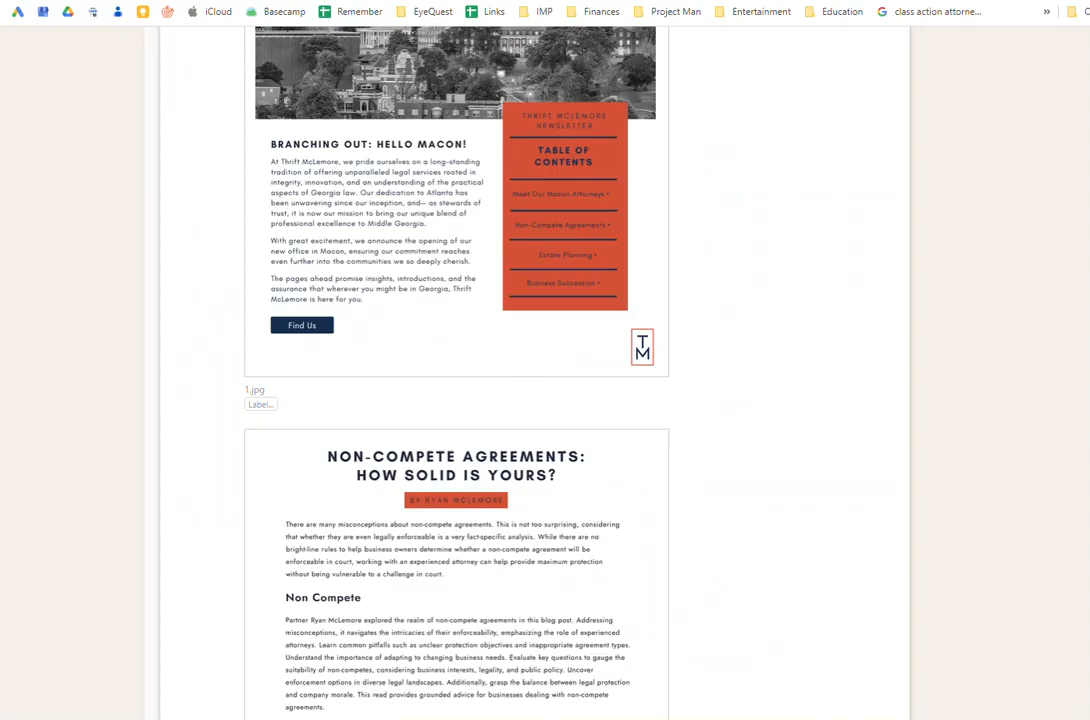 iCloud
Basecamp
Remember
EyeQuest
Links
IMP
Finances
Project Man
Entertainment
Education
class action attorne...
»
THRIFT MCLEMORE
NEWSLETTER
TABLE OF
CONTENTS
Meet Our Macon Attorneys •
Non-Compete Agreements •
Estate Planning •
Business Succession •
BRANCHING OUT: HELLO MACON!
At Thrift McLemore, we pride ourselves on a long-standing
tradition of offering unparalleled legal services rooted in
integrity, innovation, and an understanding of the practical
aspects of Georgia law. Our dedication to Atlanta has
been unwavering since our inception, and— as stewards of
trust, it is now our mission to bring our unique blend of
professional excellence to Middle Georgia.
With great excitement, we announce the opening of our
new office in Macon, ensuring our commitment reaches
even further into the communities we so deeply cherish.
The pages ahead promise insights, introductions, and the
assurance that wherever you might be in Georgia, Thrift
McLemore is here for you.
Find Us
T
M
1.jpg
Label...
NON-COMPETE AGREEMENTS:
HOW SOLID IS YOURS?
BY RYAN MCLEMORE
There are many misconceptions about non-compete agreements. This is not too surprising, considering
that whether they are even legally enforceable is a very fact-specific analysis. While there are no
bright-line rules to help business owners determine whether a non-compete agreement will be
enforceable in court, working with an experienced attorney can help provide maximum protection
without being vulnerable to a challenge in court.
Non Compete
Partner Ryan McLemore explored the realm of non-compete agreements in this blog post. Addressing
misconceptions, it navigates the intricacies of their enforceability, emphasizing the role of experienced
attorneys. Learn common pitfalls such as unclear protection objectives and inappropriate agreement types.
Understand the importance of adapting to changing business needs. Evaluate key questions to gauge the
suitability of non-competes, considering business interests, legality, and public policy. Uncover
enforcement options in diverse legal landscapes. Additionally, grasp the balance between legal protection
and company morale. This read provides grounded advice for businesses dealing with non-compete
agreements.